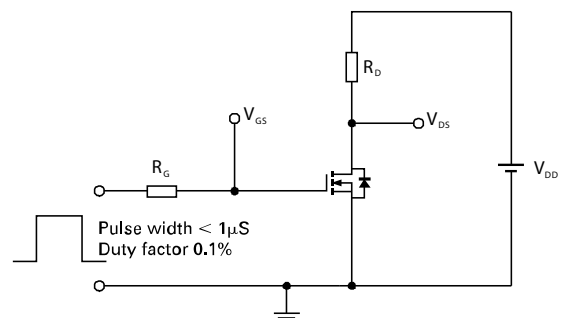 R_D
V_GS
V_DS
R_G
V_DD
Pulse width < 1μS
Duty factor 0.1%